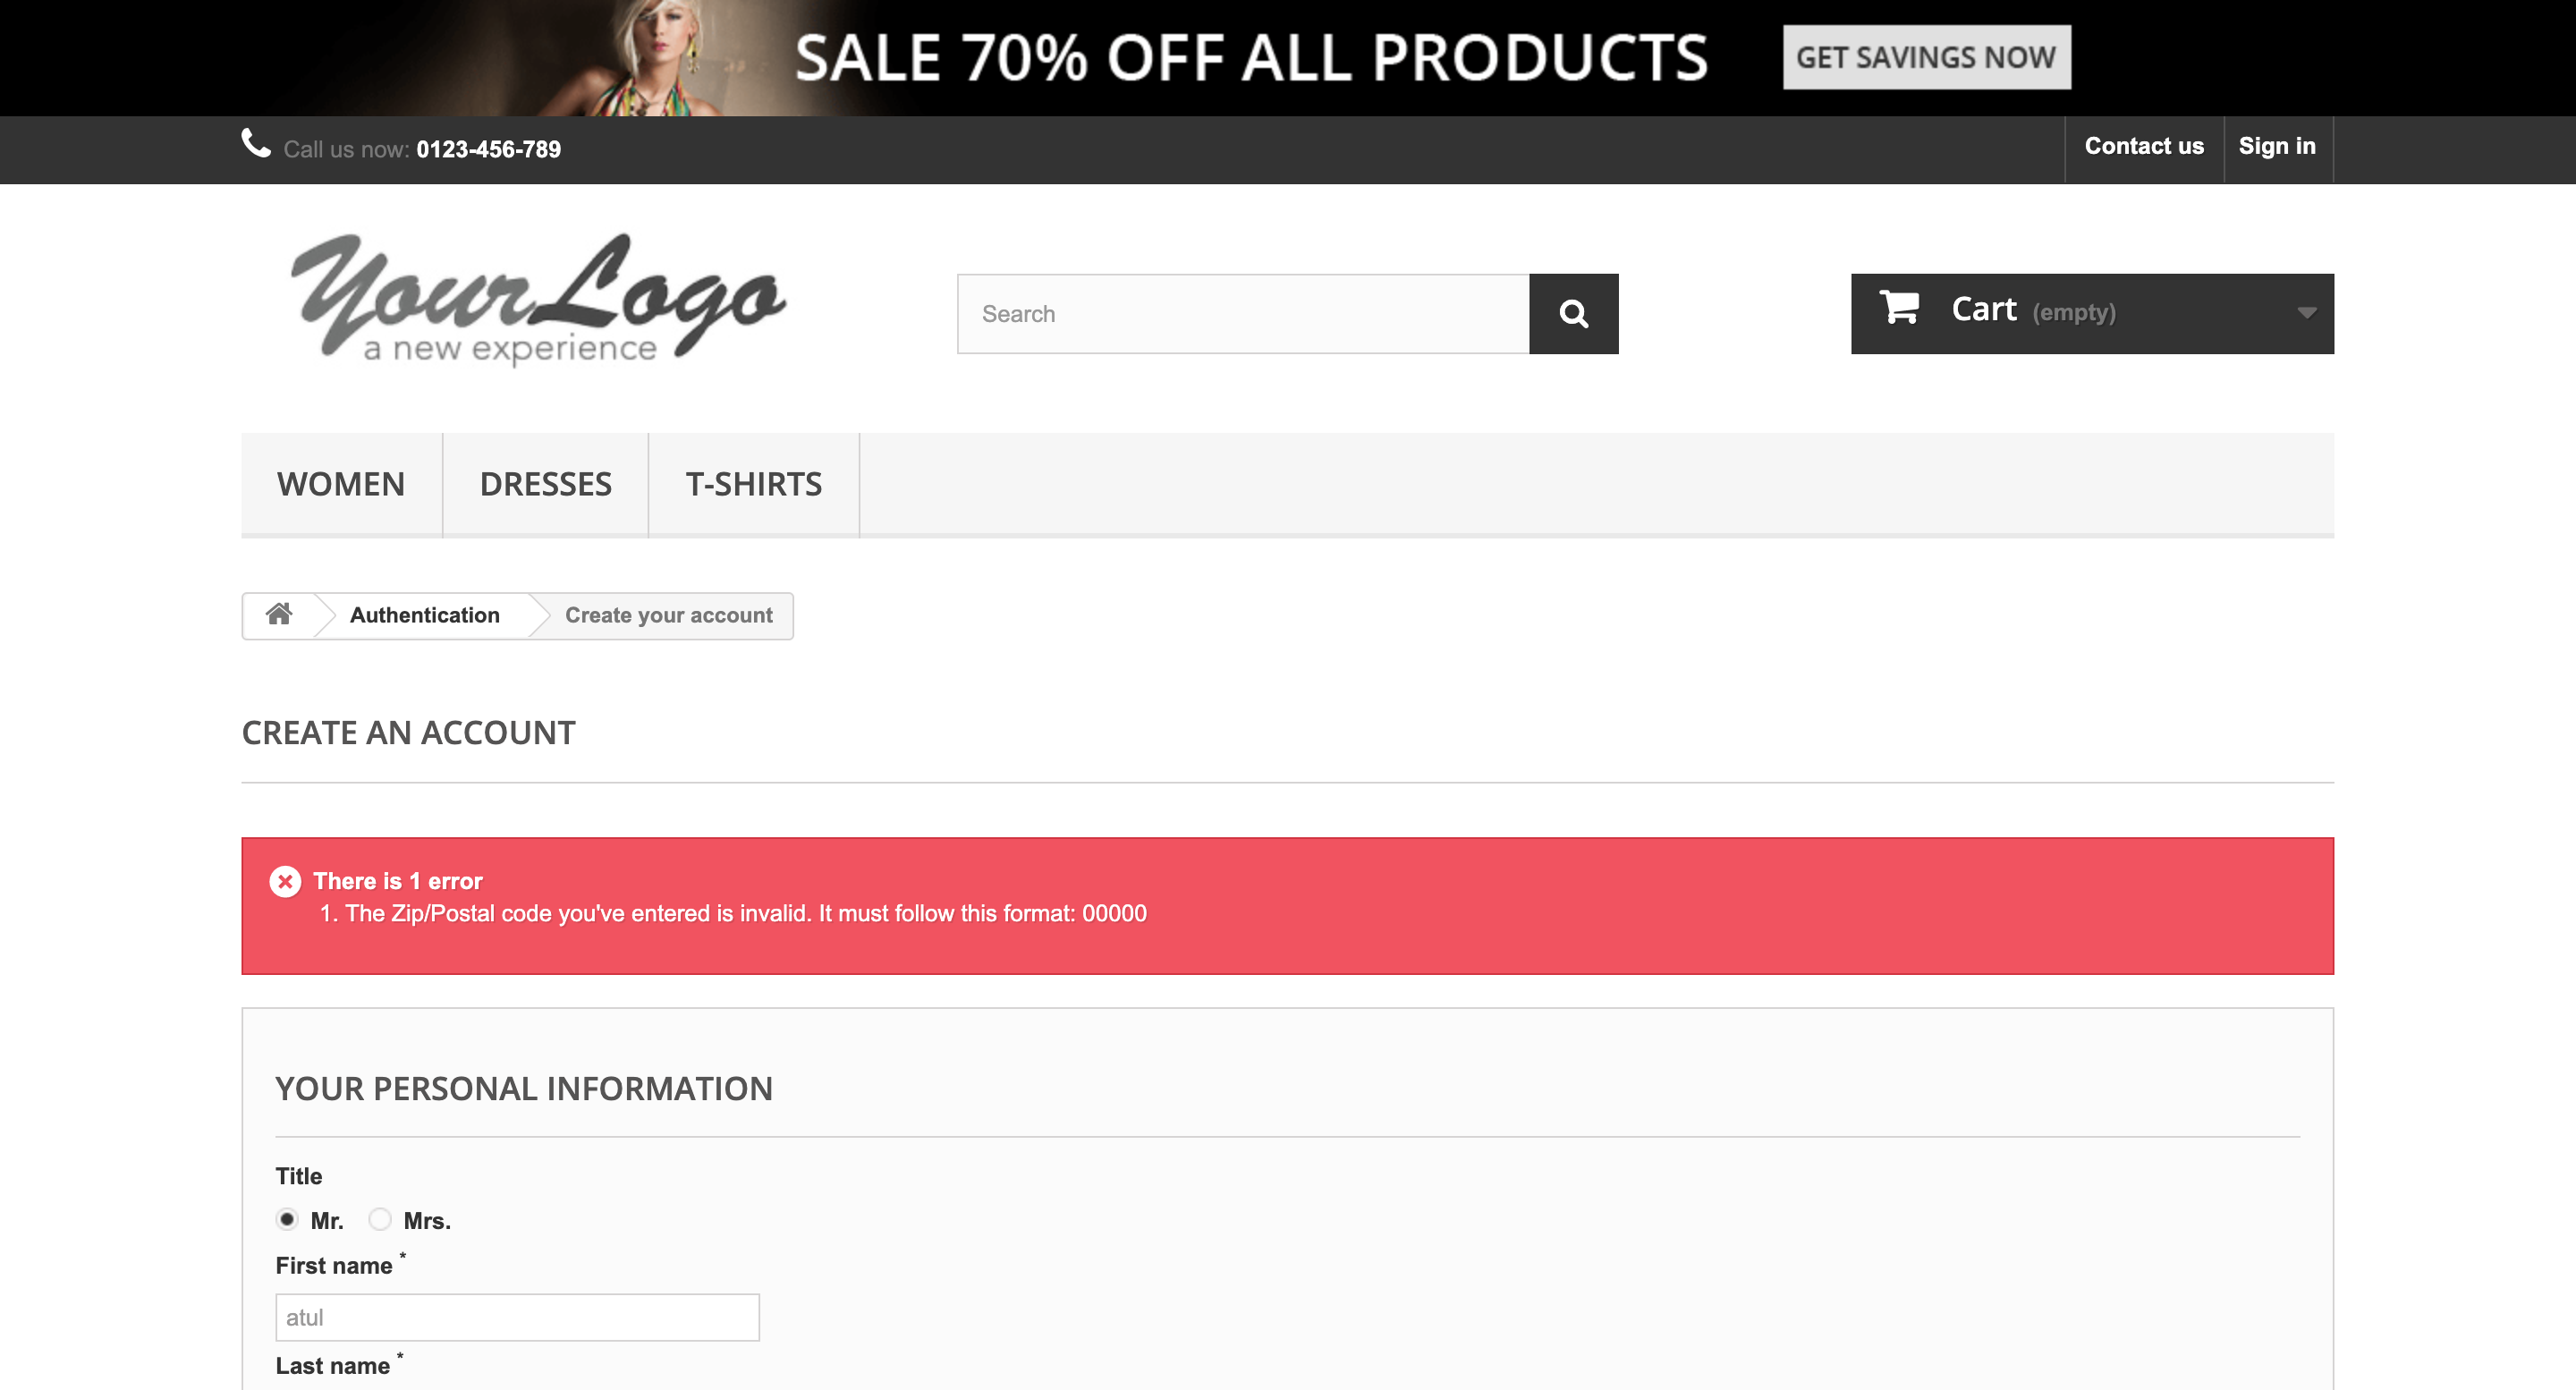 SALE 70% OFF ALL PRODUCTS GET SAVINGS NOW
Call us now: 0123-456-789 Contact us Sign in
Your Logo
a new experience
Search
Cart (empty)
WOMEN DRESSES T-SHIRTS
Authentication Create your account
CREATE AN ACCOUNT
There is 1 error
1. The Zip/Postal code you've entered is invalid. It must follow this format: 00000
YOUR PERSONAL INFORMATION
Title
Mr. Mrs.
First name *
atul
Last name *